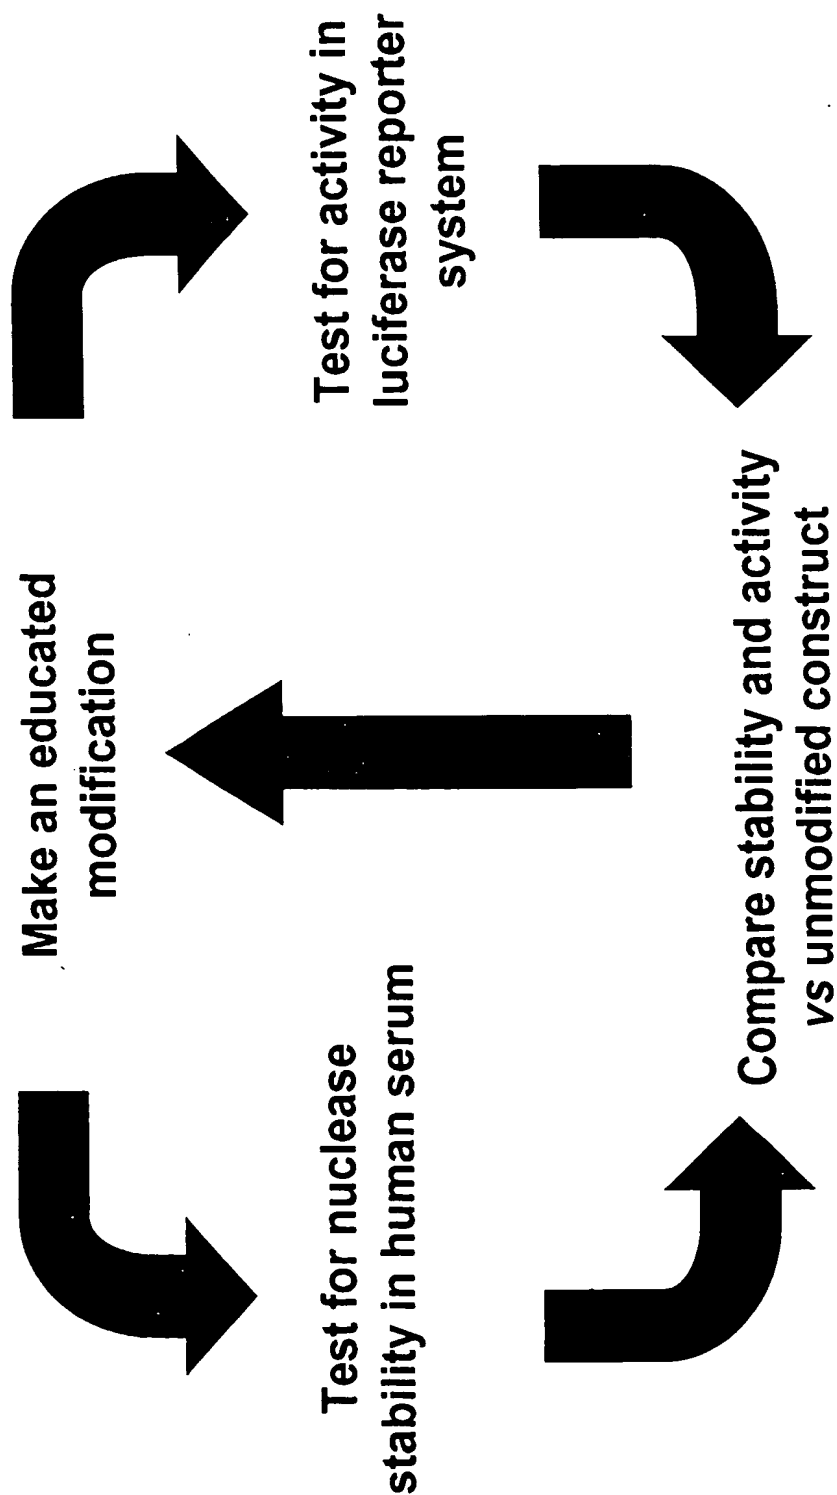 Make an educated
modification
Test for nuclease
stability in human serum
Test for activity in
luciferase reporter
system
Compare stability and activity
vs unmodified construct